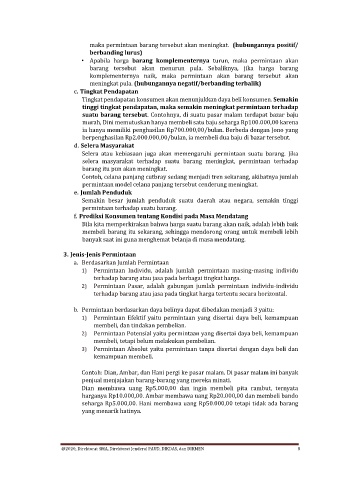 maka permintaan barang tersebut akan meningkat. (hubungannya positif/
berbanding lurus)
• Apabila harga barang komplementernya turun, maka permintaan akan
barang tersebut akan menurun pula. Sebaliknya, jika harga barang
komplementernya naik, maka permintaan akan barang tersebut akan
meningkat pula. (hubungannya negatif/berbanding terbalik)
c. Tingkat Pendapatan
Tingkat pendapatan konsumen akan menunjukkan daya beli konsumen. Semakin
tinggi tingkat pendapatan, maka semakin meningkat permintaan terhadap
suatu barang tersebut. Contohnya, di suatu pasar malam terdapat bazar baju
murah, Dini memutuskan hanya membeli satu baju seharga Rp100.000,00 karena
ia hanya memiliki penghasilan Rp700.000,00/bulan. Berbeda dengan Jono yang
berpenghasilan Rp2.000.000,00/bulan, ia membeli dua baju di bazar tersebut.
d. Selera Masyarakat
Selera atau kebiasaan juga akan memengaruhi permintaan suatu barang. Jika
selera masyarakat terhadap suatu barang meningkat, permintaan terhadap
barang itu pun akan meningkat.
Contoh, celana panjang cutbray sedang menjadi tren sekarang, akibatnya jumlah
permintaan model celana panjang tersebut cenderung meningkat.
e. Jumlah Penduduk
Semakin besar jumlah penduduk suatu daerah atau negara, semakin tinggi
permintaan terhadap suatu barang.
f. Prediksi Konsumen tentang Kondisi pada Masa Mendatang
Bila kita memperkirakan bahwa harga suatu barang akan naik, adalah lebih baik
membeli barang itu sekarang, sehingga mendorong orang untuk membeli lebih
banyak saat ini guna menghemat belanja di masa mendatang.
3. Jenis-Jenis Permintaan
a. Berdasarkan Jumlah Permintaan
1) Permintaan Individu, adalah jumlah permintaan masing-masing individu
terhadap barang atau jasa pada berbagai tingkat harga.
2) Permintaan Pasar, adalah gabungan jumlah permintaan individu-individu
terhadap barang atau jasa pada tingkat harga tertentu secara horizontal.
b. Permintaan berdasarkan daya belinya dapat dibedakan menjadi 3 yaitu:
1) Permintaan Efektif yaitu permintaan yang disertai daya beli, kemampuan
membeli, dan tindakan pembelian.
2) Permintaan Potensial yaitu permintaan yang disertai daya beli, kemampuan
membeli, tetapi belum melakukan pembelian.
3) Permintaan Absolut yaitu permintaan tanpa disertai dengan daya beli dan
kemampuan membeli.
Contoh: Dian, Ambar, dan Hani pergi ke pasar malam. Di pasar malam ini banyak
penjual menjajakan barang-barang yang mereka minati.
Dian membawa uang Rp5.000,00 dan ingin membeli pita rambut, ternyata
harganya Rp10.000,00. Ambar membawa uang Rp20.000,00 dan membeli bando
seharga Rp5.000,00. Hani membawa uang Rp50.000,00 tetapi tidak ada barang
yang menarik hatinya.
@2020, Direktorat SMA, Direktorat Jenderal PAUD, DIKDAS, dan DIKMEN 8